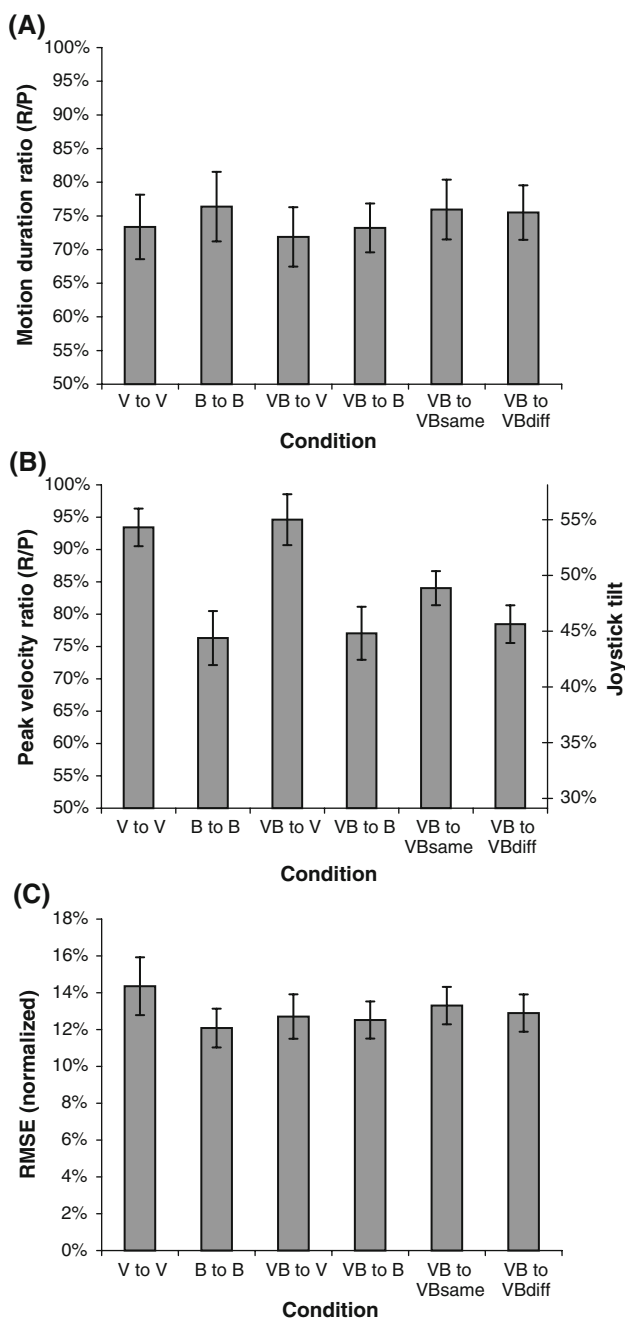 (A)
Motion duration ratio (R/P)
100%
95%
90%
85%
80%
75%
70%
65%
60%
55%
50%
V to V B to B VB to V VB to B VB to VBsame VB to VBdiff
Condition
(B)
Peak velocity ratio (R/P)
100%
95%
90%
85%
80%
75%
70%
65%
60%
55%
50%
55%
50%
45%
40%
35%
30%
Joystick tilt
V to V B to B VB to V VB to B VB to VBsame VB to VBdiff
Condition
(C)
RMSE (normalized)
18%
16%
14%
12%
10%
8%
6%
4%
2%
0%
V to V B to B VB to V VB to B VB to VBsame VB to VBdiff
Condition